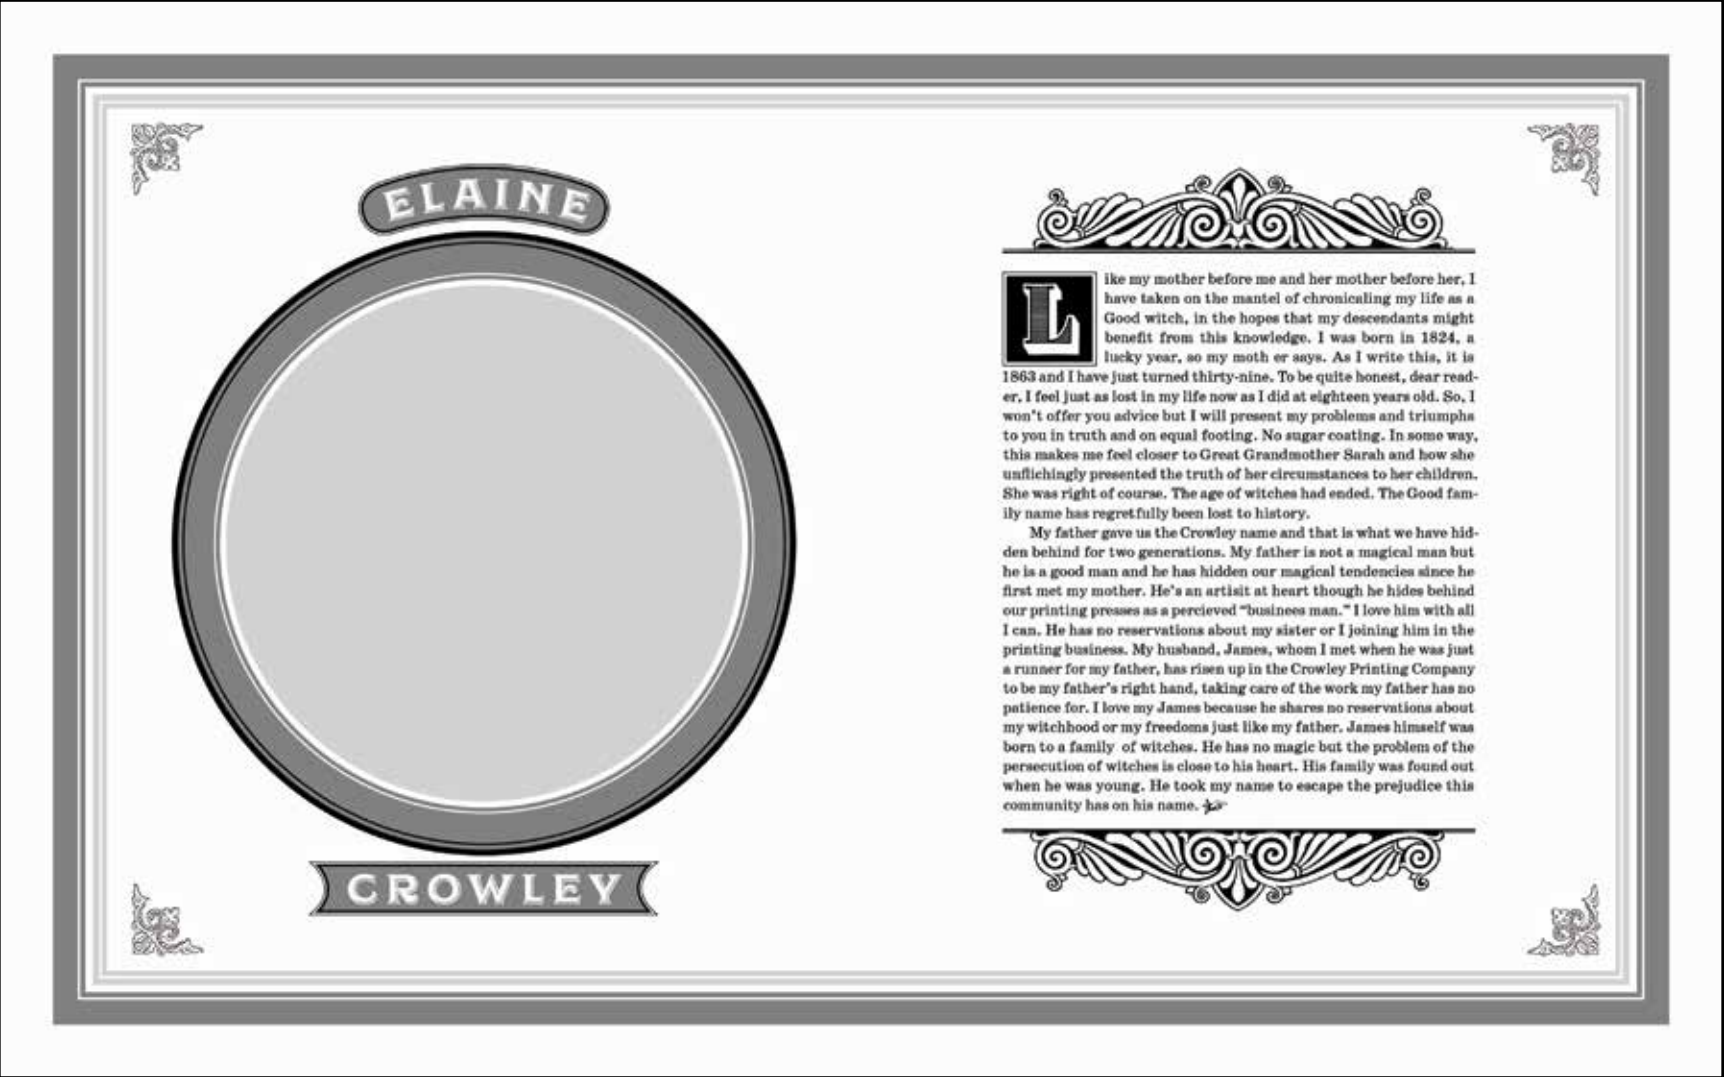 ELAINE
CROWLEY
Like my mother before me and her mother before her, I
have taken on the mantel of chronicaling my life as a
Good witch, in the hopes that my descendants might
benefit from this knowledge. I was born in 1824, a
lucky year, so my moth er says. As I write this, it is
1863 and I have just turned thirty-nine. To be quite honest, dear read-
er, I feel just as lost in my life now as I did at eighteen years old. So, I
won't offer you advice but I will present my problems and triumphs
to you in truth and on equal footing. No sugar coating. In some way,
this makes me feel closer to Great Grandmother Sarah and how she
unflichingly presented the truth of her circumstances to her children.
She was right of course. The age of witches had ended. The Good fam-
ily name has regretfully been lost to history.
My father gave us the Crowley name and that is what we have hid-
den behind for two generations. My father is not a magical man but
he is a good man and he has hidden our magical tendencies since he
first met my mother. He's an artisit at heart though he hides behind
our printing presses as a percieved "businees man." I love him with all
I can. He has no reservations about my sister or I joining him in the
printing business. My husband, James, whom I met when he was just
a runner for my father, has risen up in the Crowley Printing Company
to be my father's right hand, taking care of the work my father has no
patience for. I love my James because he shares no reservations about
my witchhood or my freedoms just like my father. James himself was
born to a family of witches. He has no magic but the problem of the
persecution of witches is close to his heart. His family was found out
when he was young. He took my name to escape the prejudice this
community has on his name.